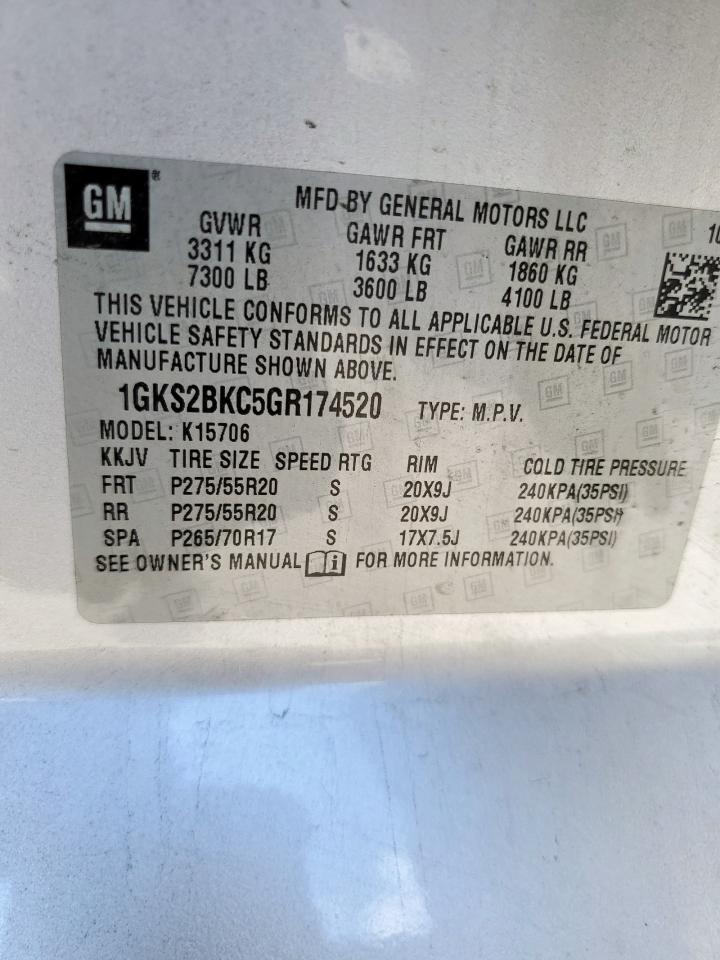 GM®
MFD BY GENERAL MOTORS LLC
10
GVWR GAWR FRT GAWR RR
3311 KG 1633 KG 1860 KG
7300 LB 3600 LB 4100 LB
THIS VEHICLE CONFORMS TO ALL APPLICABLE U.S. FEDERAL MOTOR
VEHICLE SAFETY STANDARDS IN EFFECT ON THE DATE OF
MANUFACTURE SHOWN ABOVE.
1GKS2BKC5GR174520 TYPE: M.P.V.
MODEL: K15706
KKJV TIRE SIZE SPEED RTG RIM COLD TIRE PRESSURE
FRT P275/55R20 S 20X9J 240KPA(35PSI)
RR P275/55R20 S 20X9J 240KPA(35PSI)
SPA P265/70R17 S 17X7.5J 240KPA(35PSI)
SEE OWNER'S MANUAL i FOR MORE INFORMATION.